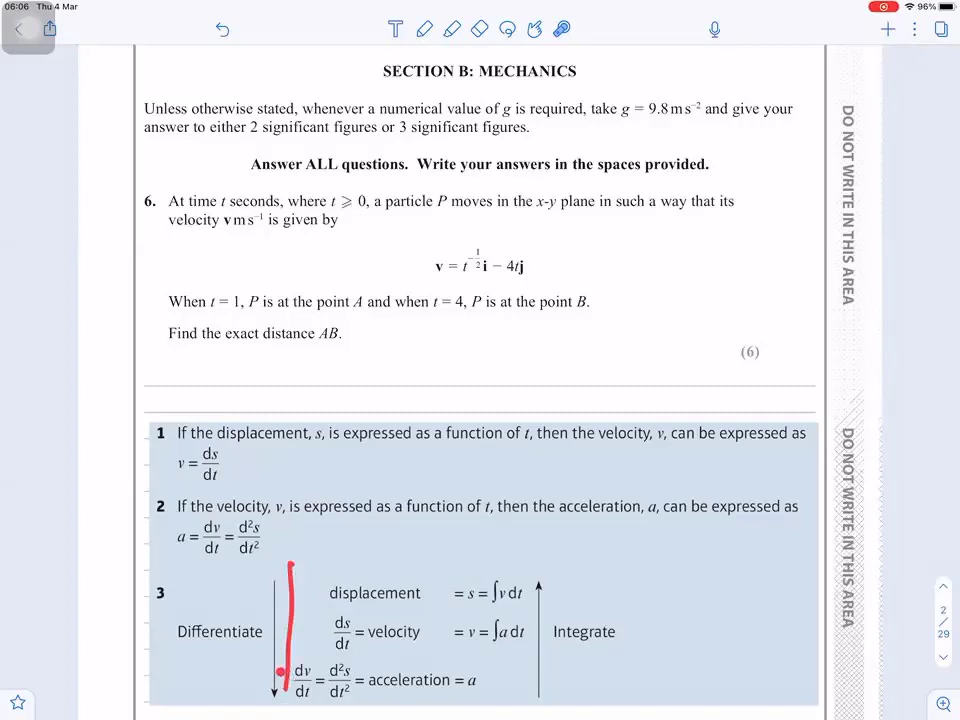 06:06 Thu 4 Mar
96%
SECTION B: MECHANICS
Unless otherwise stated, whenever a numerical value of g is required, take g = 9.8 m s⁻² and give your
answer to either 2 significant figures or 3 significant figures.
Answer ALL questions. Write your answers in the spaces provided.
6. At time t seconds, where t ⩾ 0, a particle P moves in the x-y plane in such a way that its
velocity v m s⁻¹ is given by
v = t^(-1/2) i − 4tj
When t = 1, P is at the point A and when t = 4, P is at the point B.
Find the exact distance AB.
(6)
1 If the displacement, s, is expressed as a function of t, then the velocity, v, can be expressed as
v = ds/dt
2 If the velocity, v, is expressed as a function of t, then the acceleration, a, can be expressed as
a = dv/dt = d²s/dt²
3 displacement = s = ∫v dt
Differentiate ds/dt = velocity = v = ∫a dt Integrate
dv/dt = d²s/dt² = acceleration = a
DO NOT WRITE IN THIS AREA
DO NOT WRITE IN THIS AREA
2
/
29